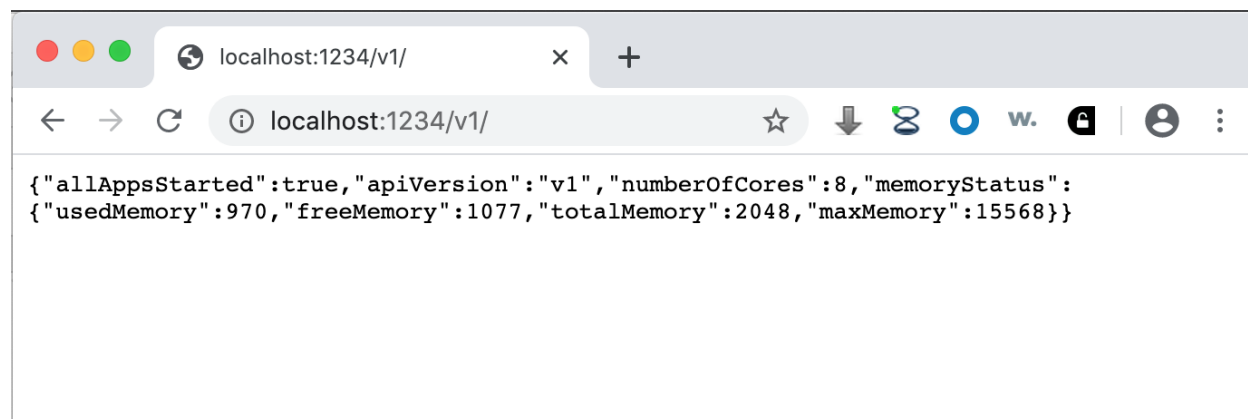 localhost:1234/v1/
localhost:1234/v1/
w.
{"allAppsStarted":true,"apiVersion":"v1","numberOfCores":8,"memoryStatus":
{"usedMemory":970,"freeMemory":1077,"totalMemory":2048,"maxMemory":15568}}